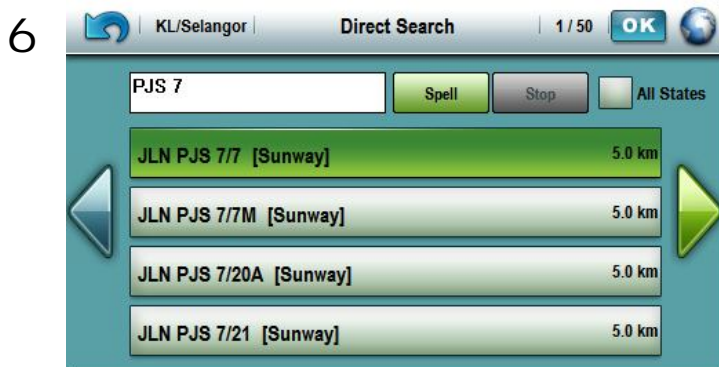 6
KL/Selangor Direct Search 1 / 50 OK
PJS 7 Spell Stop All States
JLN PJS 7/7 [Sunway] 5.0 km
JLN PJS 7/7M [Sunway] 5.0 km
JLN PJS 7/20A [Sunway] 5.0 km
JLN PJS 7/21 [Sunway] 5.0 km